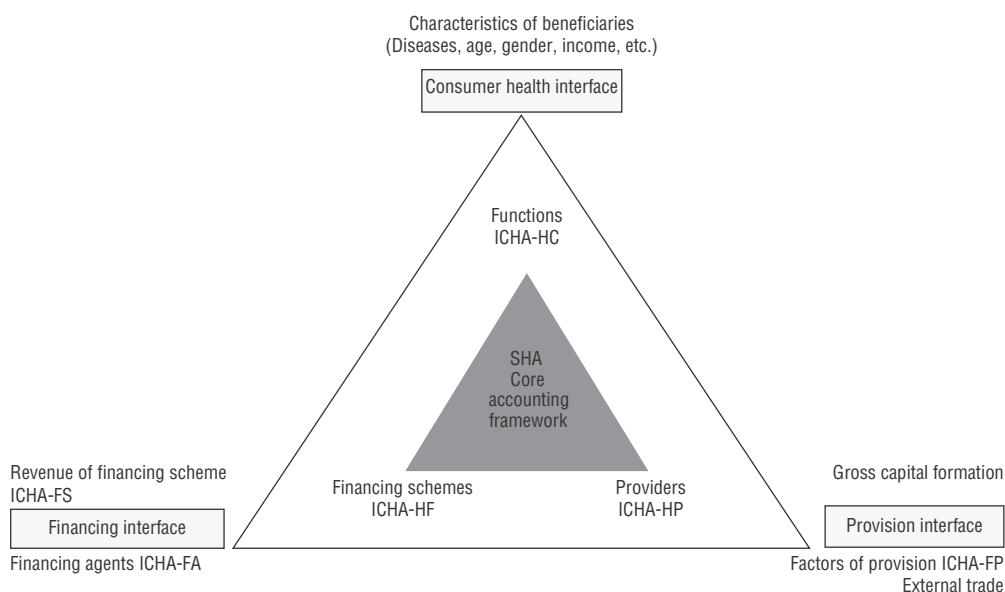 Characteristics of beneficiaries
(Diseases, age, gender, income, etc.)
Consumer health interface
Functions
ICHA-HC
SHA
Core
accounting
framework
Financing schemes
ICHA-HF
Providers
ICHA-HP
Revenue of financing scheme
ICHA-FS
Financing interface
Financing agents ICHA-FA
Gross capital formation
Provision interface
Factors of provision ICHA-FP
External trade